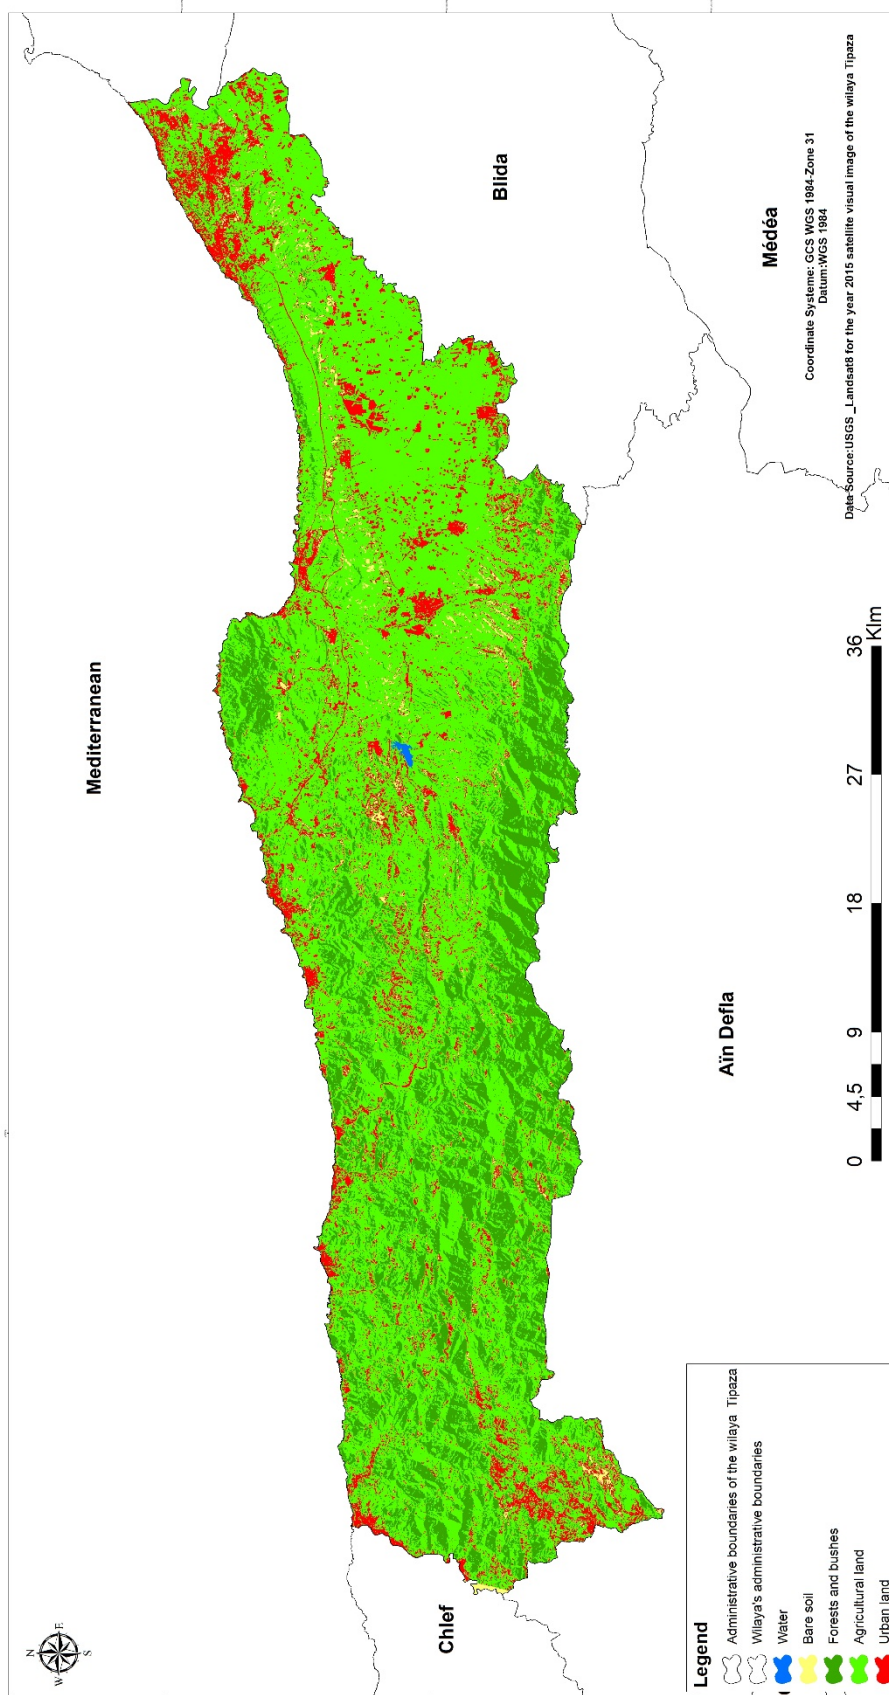 N
W
E
S
Mediterranean
Blida
Médéa
Chlef
Aïn Defla
Coordinate Systeme: GCS WGS 1984-Zone 31
Datum:WGS 1984
Data Source:USGS_Landsat8 for the year 2015 satellite visual image of the wilaya Tipaza
Legend
Administrative boundaries of the wilaya Tipaza
Wilaya's administrative boundaries
Water
Bare soil
Forests and bushes
Agricultural land
Urban land
0 4,5 9 18 27 36
Klm